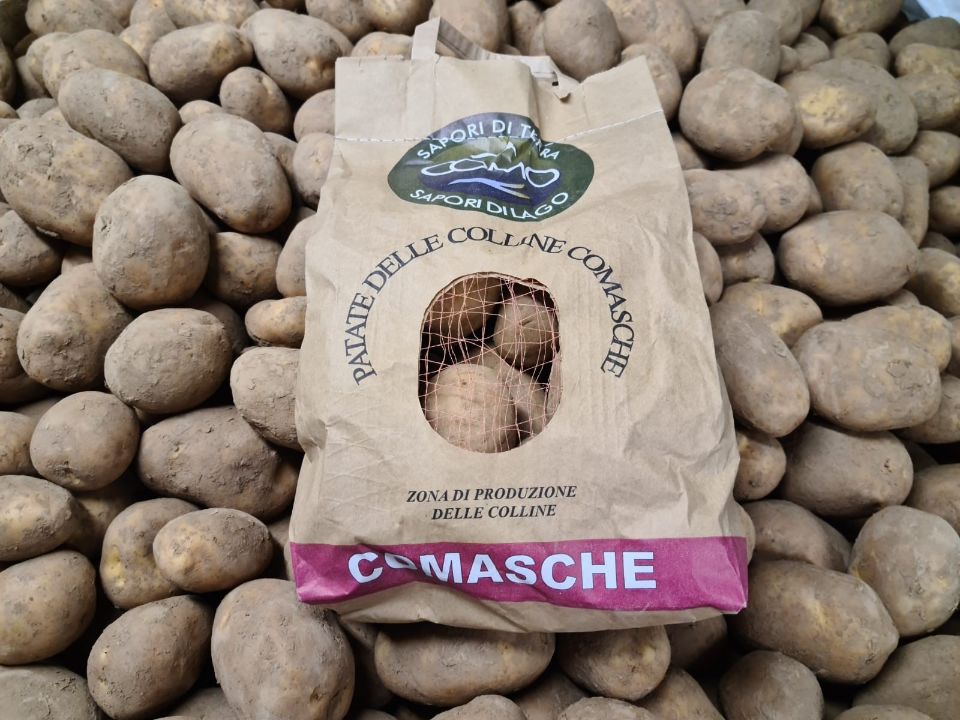 SAPORI DI TERRA
COMO
SAPORI DI LAGO
PATATE DELLE COLLINE COMASCHE
ZONA DI PRODUZIONE
DELLE COLLINE
COMASCHE